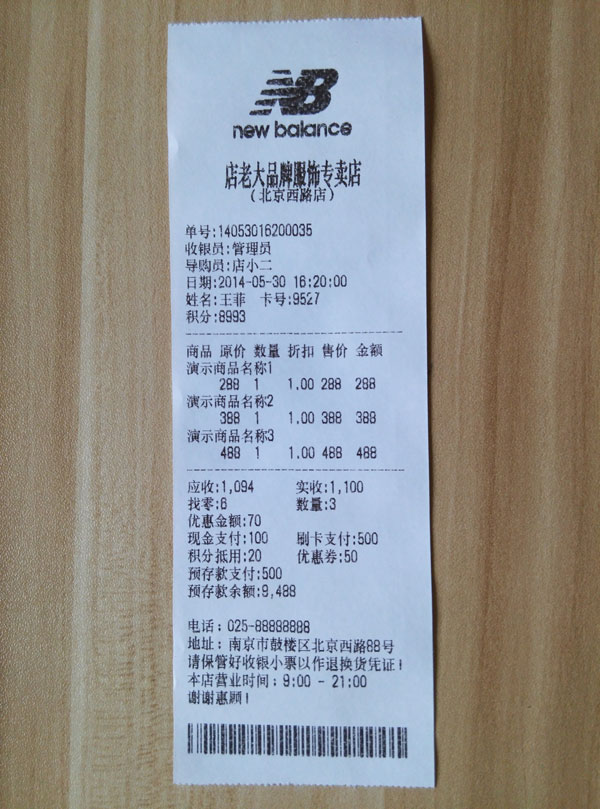 NB
new balance
店老大品牌服饰专卖店
(北京西路店)
单号:14053016200035
收银员:管理员
导购员:店小二
日期:2014-05-30 16:20:00
姓名:王菲 卡号:9527
积分:8993
商品 原价 数量 折扣 售价 金额
演示商品名称1
288 1 1.00 288 288
演示商品名称2
388 1 1.00 388 388
演示商品名称3
488 1 1.00 488 488
应收:1,094 实收:1,100
找零:6 数量:3
优惠金额:70
现金支付:100 刷卡支付:500
积分抵用:20 优惠券:50
预存款支付:500
预存款余额:9,488
电话: 025-88888888
地址: 南京市鼓楼区北京西路88号
请保管好收银小票以作退换货凭证!
本店营业时间: 9:00 - 21:00
谢谢惠顾!